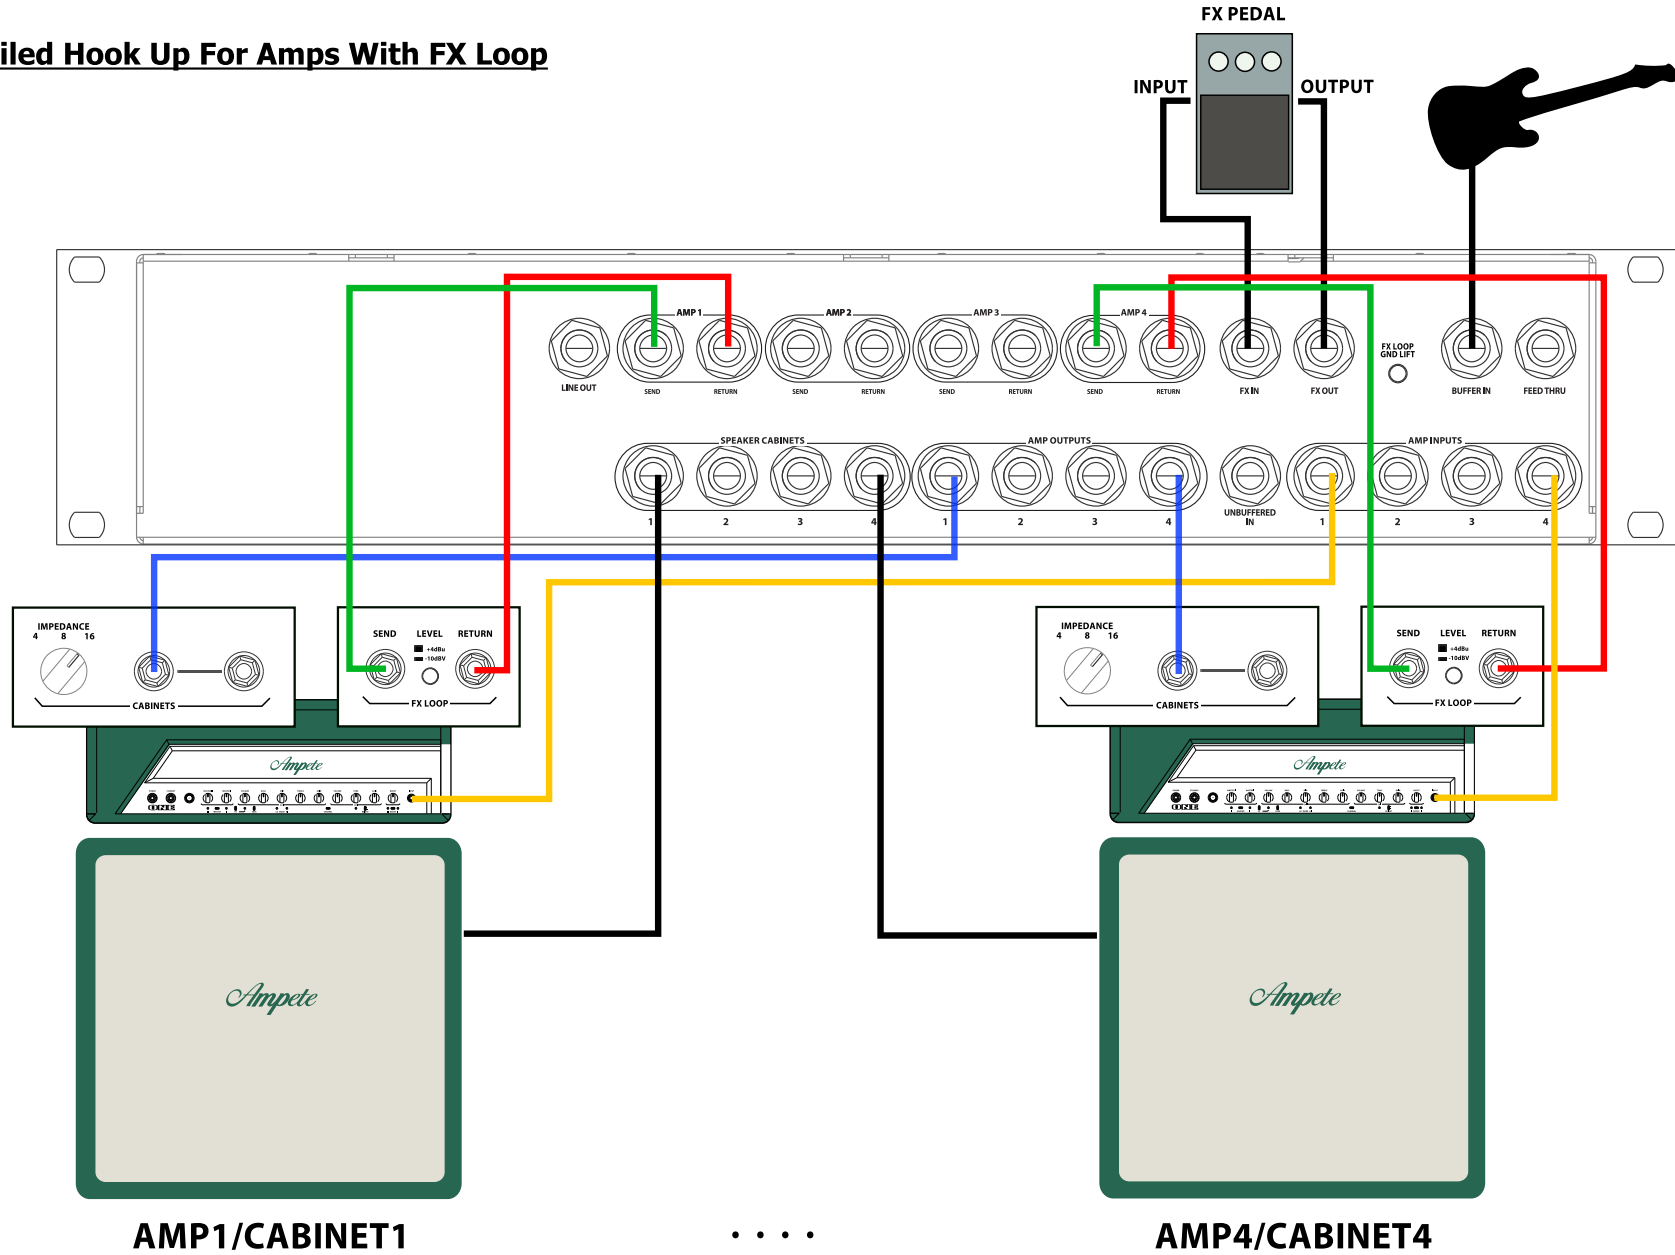 FX PEDAL
iled Hook Up For Amps With FX Loop
INPUT
OUTPUT
AMP 1
AMP 2
AMP 3
AMP 4
FX LOOP
GND LIFT
LINE OUT
SEND
RETURN
SEND
RETURN
SEND
RETURN
SEND
RETURN
FX IN
FX OUT
BUFFER IN
FEED THRU
SPEAKER CABINETS
AMP OUTPUTS
AMP INPUTS
1 2 3 4
1 2 3 4
UNBUFFERED
IN
1 2 3 4
IMPEDANCE
4 8 16
CABINETS
SEND
LEVEL
RETURN
+4dBu
-10dBV
FX LOOP
IMPEDANCE
4 8 16
CABINETS
SEND
LEVEL
RETURN
+4dBu
-10dBV
FX LOOP
Ampete
ONE
Ampete
ONE
Ampete
Ampete
AMP1/CABINET1
. . . .
AMP4/CABINET4